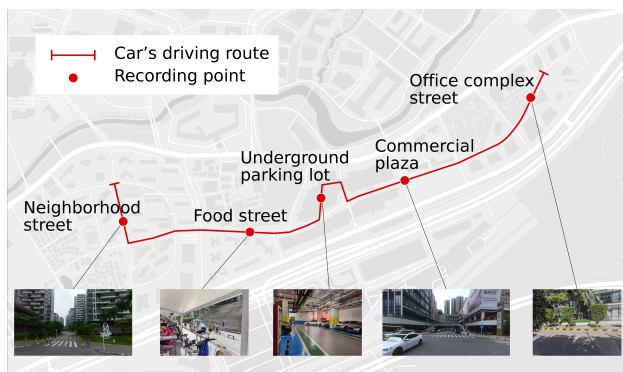 Car's driving route
Recording point
Office complex
street
Commercial
plaza
Underground
parking lot
Food street
Neighborhood
street